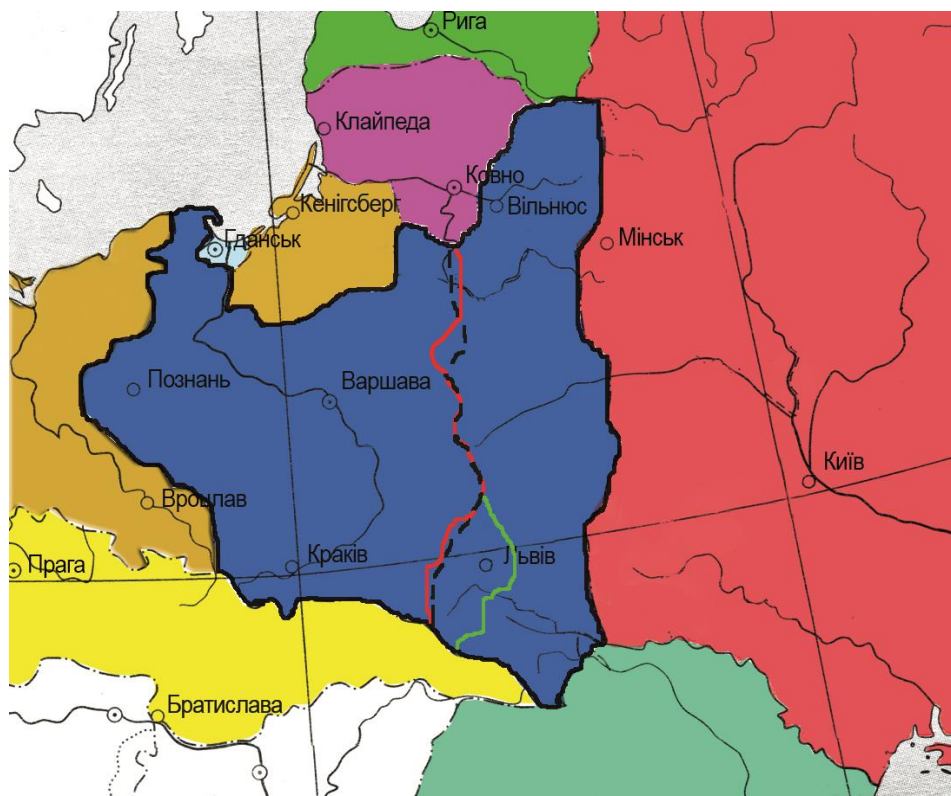 Рига
Клайпеда
Ковно
Кенігсберг
Вільнюс
Гданськ
Мінськ
Познань
Варшава
Київ
Вроцлав
Краків
Львів
Прага
Братислава